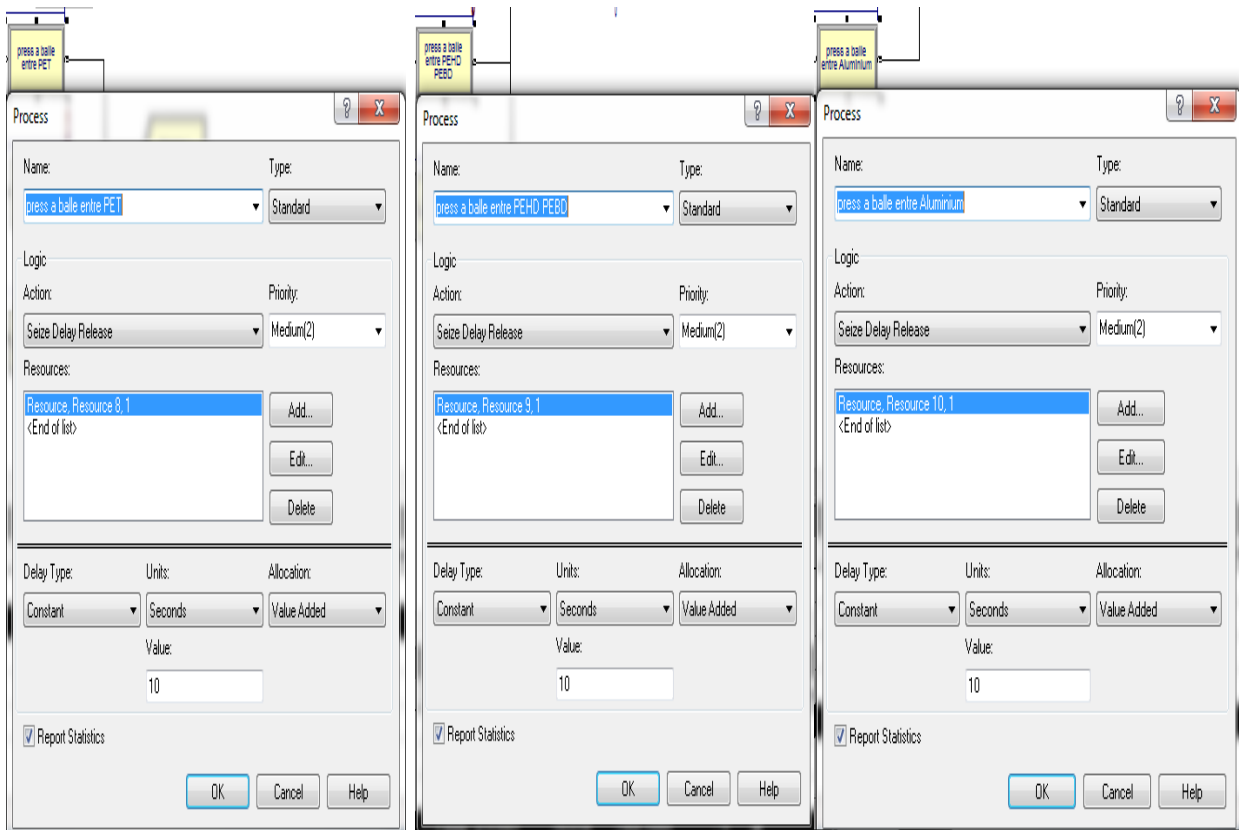 press a balle
entre PET
Process
Name:
Type:
press a balle entre PET
Standard
Logic
Action:
Priority:
Seize Delay Release
Medium(2)
Resources:
Resource, Resource 8, 1
<End of list>
Add...
Edit...
Delete
Delay Type:
Units:
Allocation:
Constant
Seconds
Value Added
Value:
10
Report Statistics
OK
Cancel
Help
press a balle
entre PEHD
PEBD
Process
Name:
Type:
press a balle entre PEHD PEBD
Standard
Logic
Action:
Priority:
Seize Delay Release
Medium(2)
Resources:
Resource, Resource 9, 1
<End of list>
Add...
Edit...
Delete
Delay Type:
Units:
Allocation:
Constant
Seconds
Value Added
Value:
10
Report Statistics
OK
Cancel
Help
press a balle
entre Aluminium
Process
Name:
Type:
press a balle entre Aluminium
Standard
Logic
Action:
Priority:
Seize Delay Release
Medium(2)
Resources:
Resource, Resource 10, 1
<End of list>
Add...
Edit...
Delete
Delay Type:
Units:
Allocation:
Constant
Seconds
Value Added
Value:
10
Report Statistics
OK
Cancel
Help